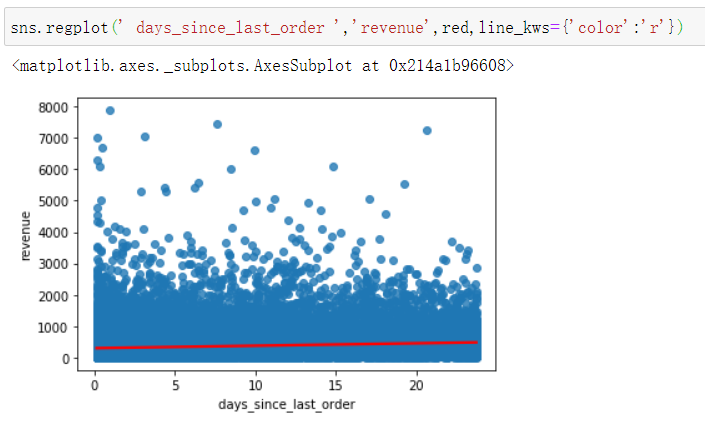 sns.regplot(' days_since_last_order ','revenue',red,line_kws={'color':'r'})
<matplotlib.axes._subplots.AxesSubplot at 0x214a1b96608>
8000
7000
6000
5000
4000
3000
2000
1000
0
revenue
0 5 10 15 20
days_since_last_order